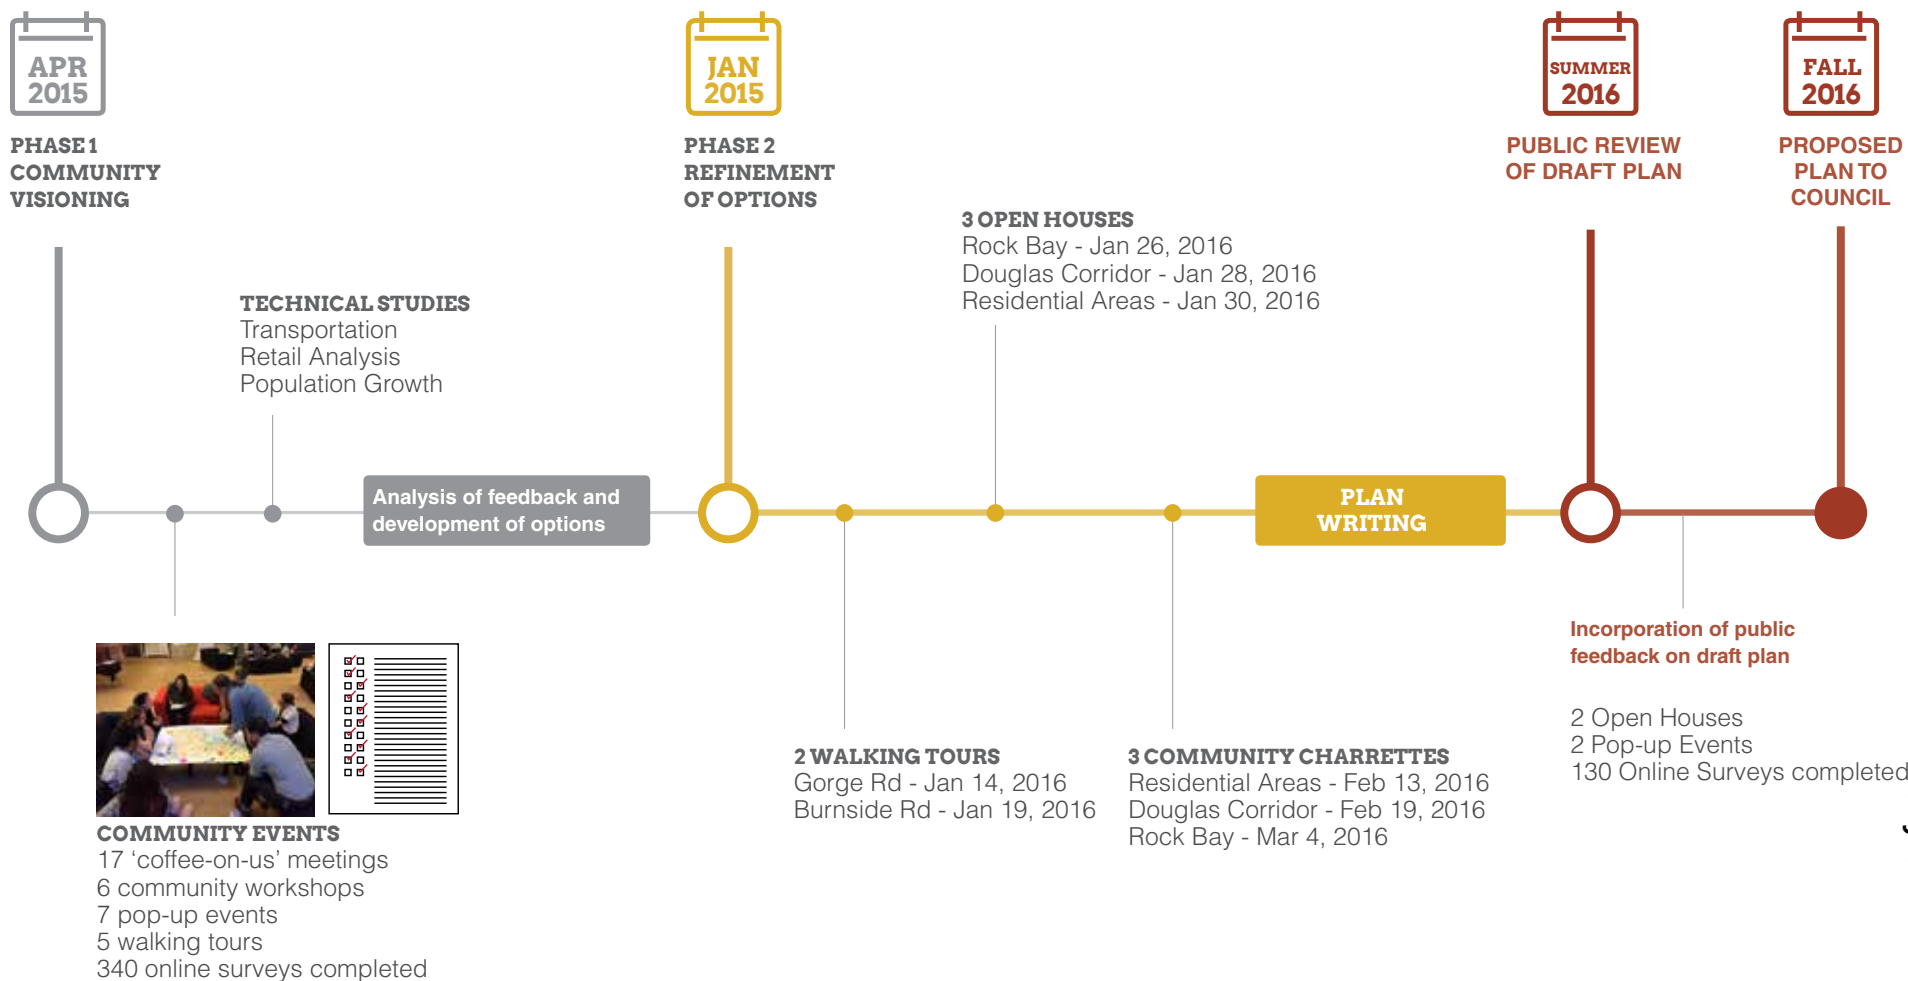 APR
2015
PHASE 1
COMMUNITY
VISIONING
TECHNICAL STUDIES
Transportation
Retail Analysis
Population Growth
Analysis of feedback and
development of options
COMMUNITY EVENTS
17 ‘coffee-on-us’ meetings
6 community workshops
7 pop-up events
5 walking tours
340 online surveys completed
JAN
2015
PHASE 2
REFINEMENT
OF OPTIONS
2 WALKING TOURS
Gorge Rd - Jan 14, 2016
Burnside Rd - Jan 19, 2016
3 OPEN HOUSES
Rock Bay - Jan 26, 2016
Douglas Corridor - Jan 28, 2016
Residential Areas - Jan 30, 2016
3 COMMUNITY CHARRETTES
Residential Areas - Feb 13, 2016
Douglas Corridor - Feb 19, 2016
Rock Bay - Mar 4, 2016
PLAN
WRITING
SUMMER
2016
PUBLIC REVIEW
OF DRAFT PLAN
Incorporation of public
feedback on draft plan
2 Open Houses
2 Pop-up Events
130 Online Surveys completed
FALL
2016
PROPOSED
PLAN TO
COUNCIL